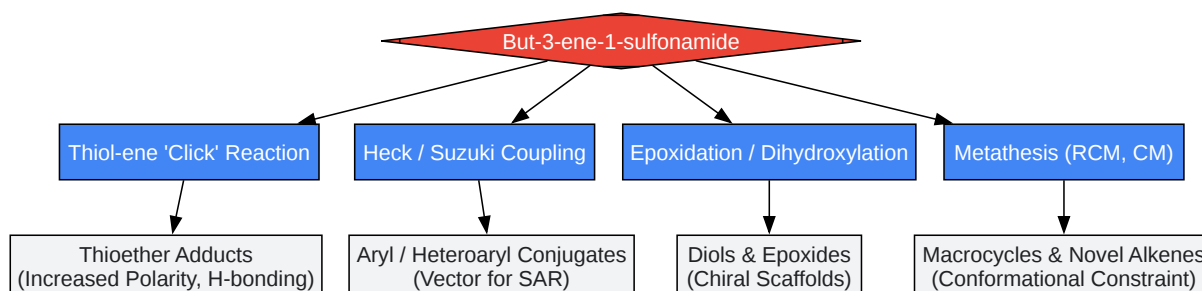 But-3-ene-1-sulfonamide
Thiol-ene 'Click' Reaction
Heck / Suzuki Coupling
Epoxidation / Dihydroxylation
Metathesis (RCM, CM)
Thioether Adducts
(Increased Polarity, H-bonding)
Aryl / Heteroaryl Conjugates
(Vector for SAR)
Diols & Epoxides
(Chiral Scaffolds)
Macrocycles & Novel Alkenes
(Conformational Constraint)